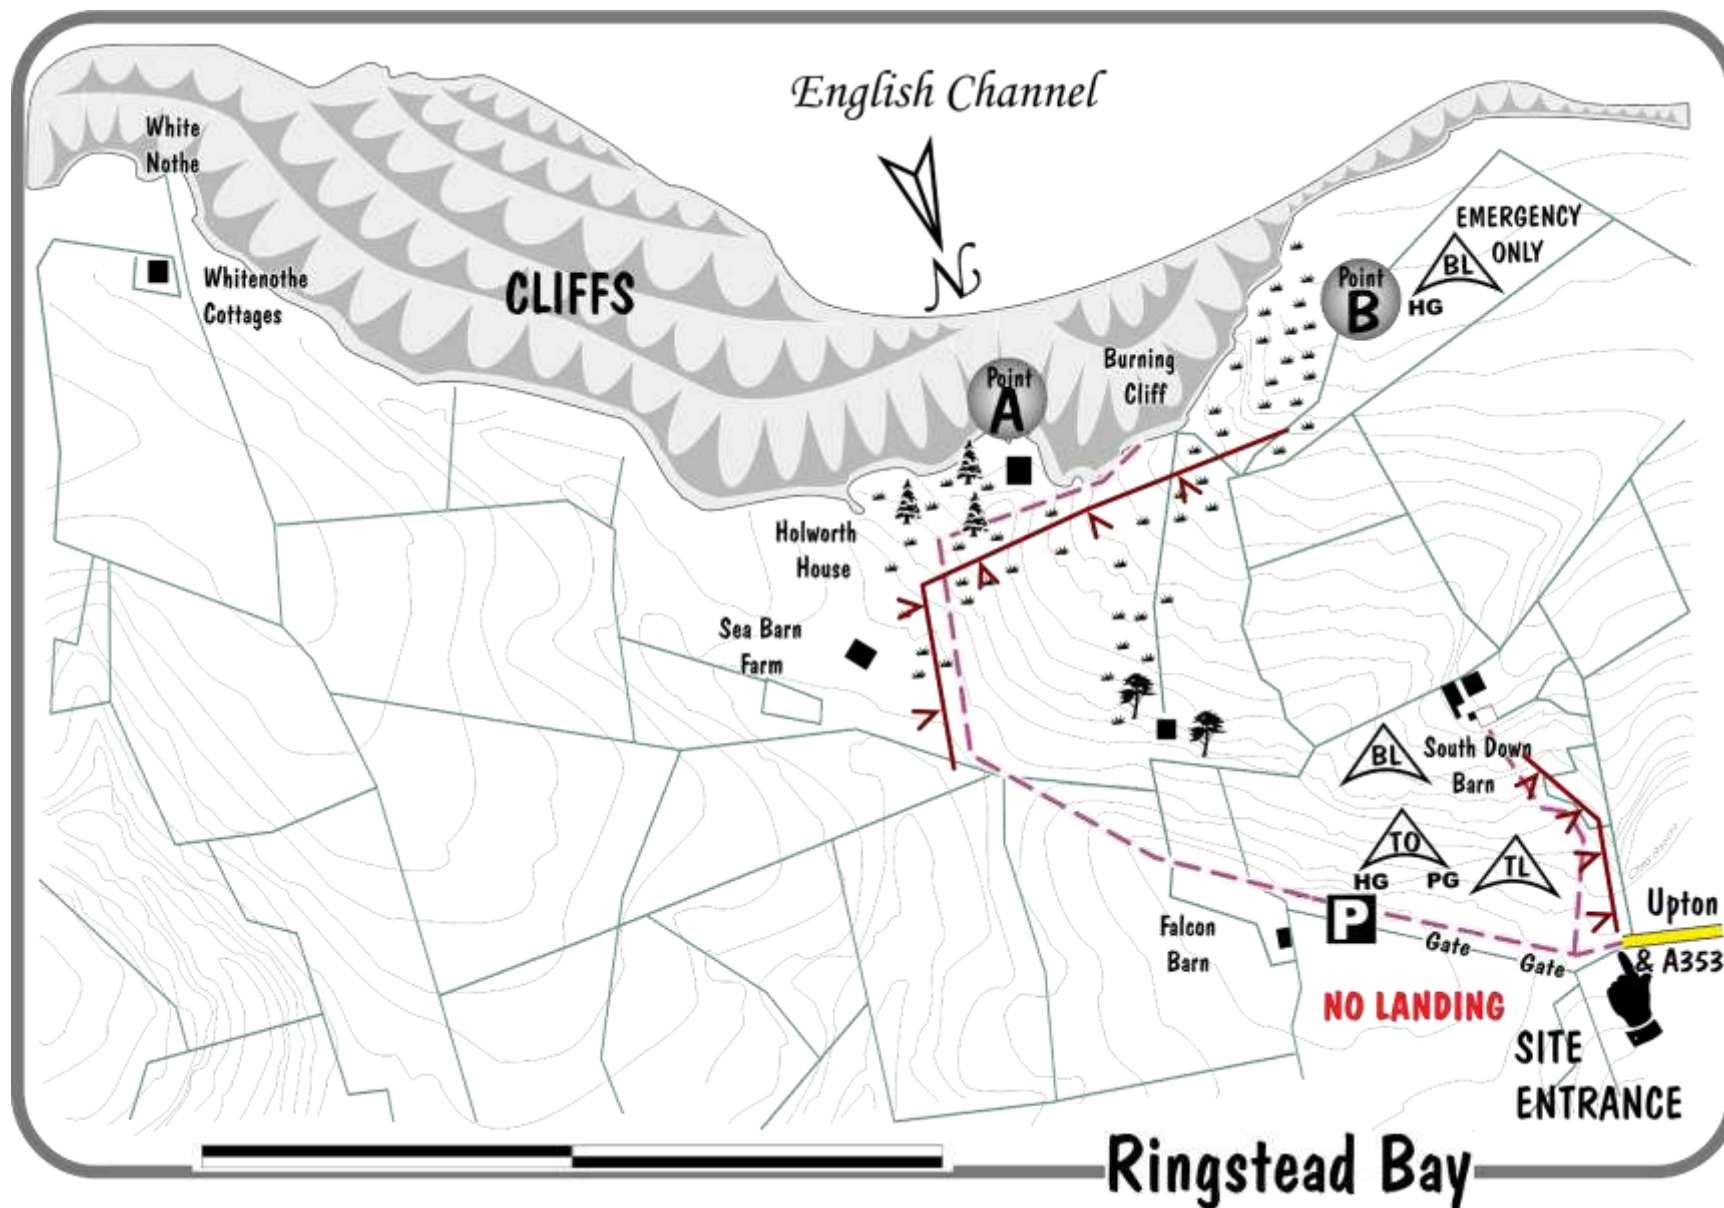 English Channel
White
Nothe
N
EMERGENCY
ONLY
BL
HG
Point
B
Whitenothe
Cottages
CLIFFS
Burning
Cliff
Point
A
Holworth
House
Sea Barn
Farm
BL
South Down
Barn
TO
HG PG
TL
P
Upton
& A353
Falcon
Barn
Gate
Gate
NO LANDING
SITE
ENTRANCE
Ringstead Bay